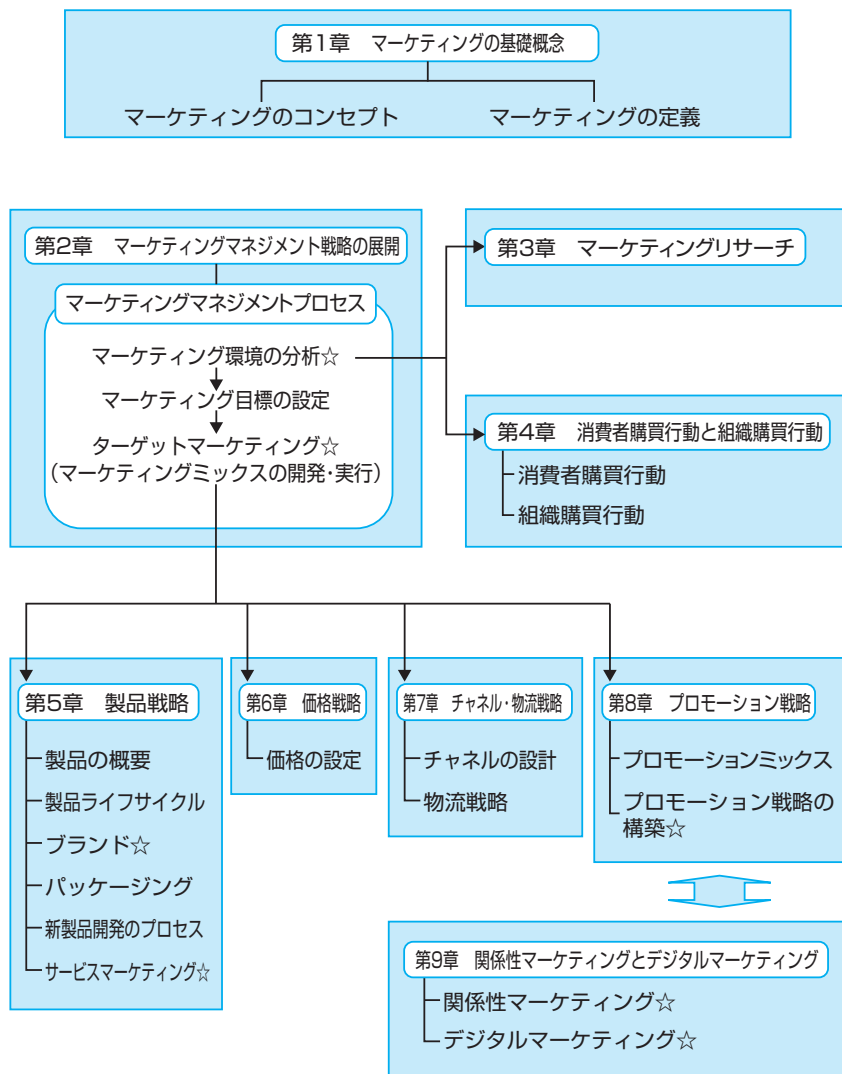 第1章 マーケティングの基礎概念
マーケティングのコンセプト
マーケティングの定義
第2章 マーケティングマネジメント戦略の展開
マーケティングマネジメントプロセス
マーケティング環境の分析☆
マーケティング目標の設定
ターゲットマーケティング☆
(マーケティングミックスの開発・実行)
第3章 マーケティングリサーチ
第4章 消費者購買行動と組織購買行動
消費者購買行動
組織購買行動
第5章 製品戦略
製品の概要
製品ライフサイクル
ブランド☆
パッケージング
新製品開発のプロセス
サービスマーケティング☆
第6章 価格戦略
価格の設定
第7章 チャネル・物流戦略
チャネルの設計
物流戦略
第8章 プロモーション戦略
プロモーションミックス
プロモーション戦略の
構築☆
第9章 関係性マーケティングとデジタルマーケティング
関係性マーケティング☆
デジタルマーケティング☆